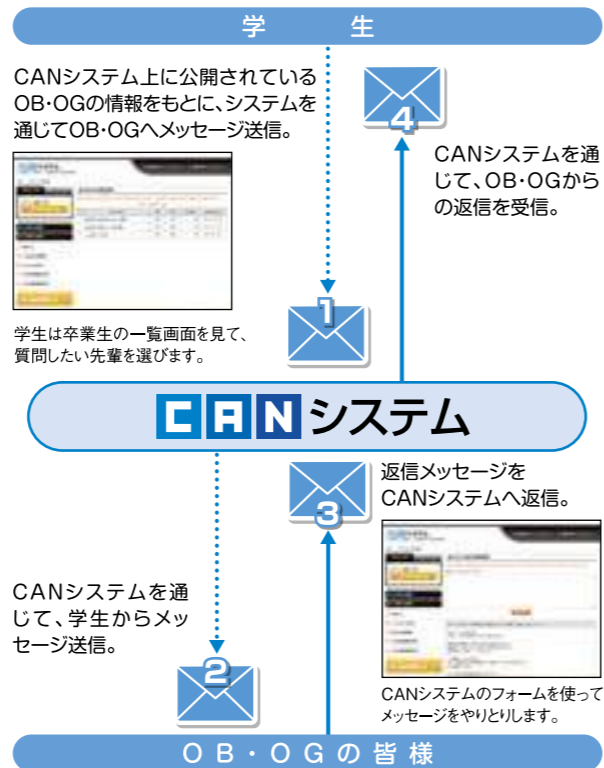 学　生
CANシステム上に公開されている
OB・OGの情報をもとに、システムを
通じてOB・OGへメッセージ送信。
4
CANシステムを通
じて、OB・OGから
の返信を受信。
1
学生は卒業生の一覧画面を見て、
質問したい先輩を選びます。
CANシステム
3
返信メッセージを
CANシステムへ返信。
CANシステムを通
じて、学生からメッ
セージ送信。
2
CANシステムのフォームを使って
メッセージをやりとりします。
OB・OGの皆様